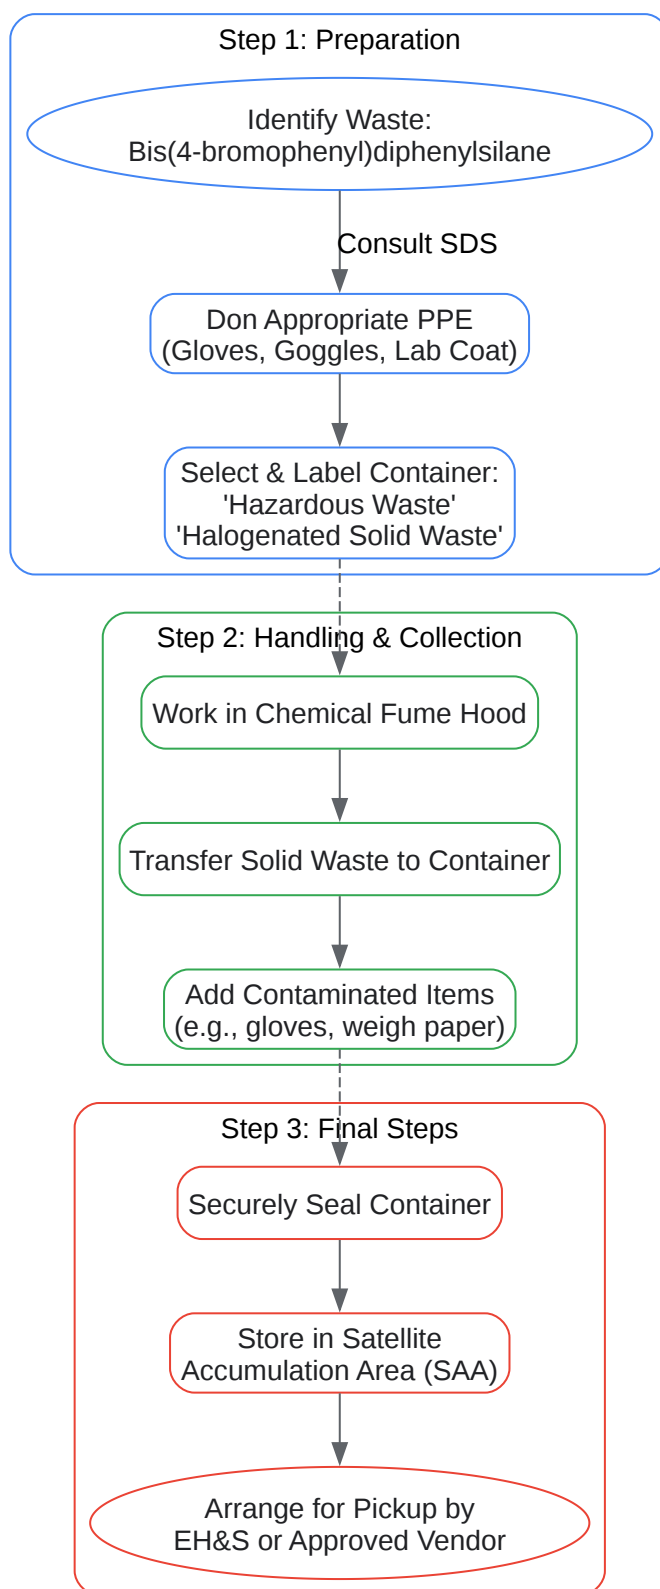 Step 1: Preparation
Identify Waste:
Bis(4-bromophenyl)diphenylsilane
Consult SDS
Don Appropriate PPE
(Gloves, Goggles, Lab Coat)
Select & Label Container:
'Hazardous Waste'
'Halogenated Solid Waste'
Step 2: Handling & Collection
Work in Chemical Fume Hood
Transfer Solid Waste to Container
Add Contaminated Items
(e.g., gloves, weigh paper)
Step 3: Final Steps
Securely Seal Container
Store in Satellite
Accumulation Area (SAA)
Arrange for Pickup by
EH&S or Approved Vendor